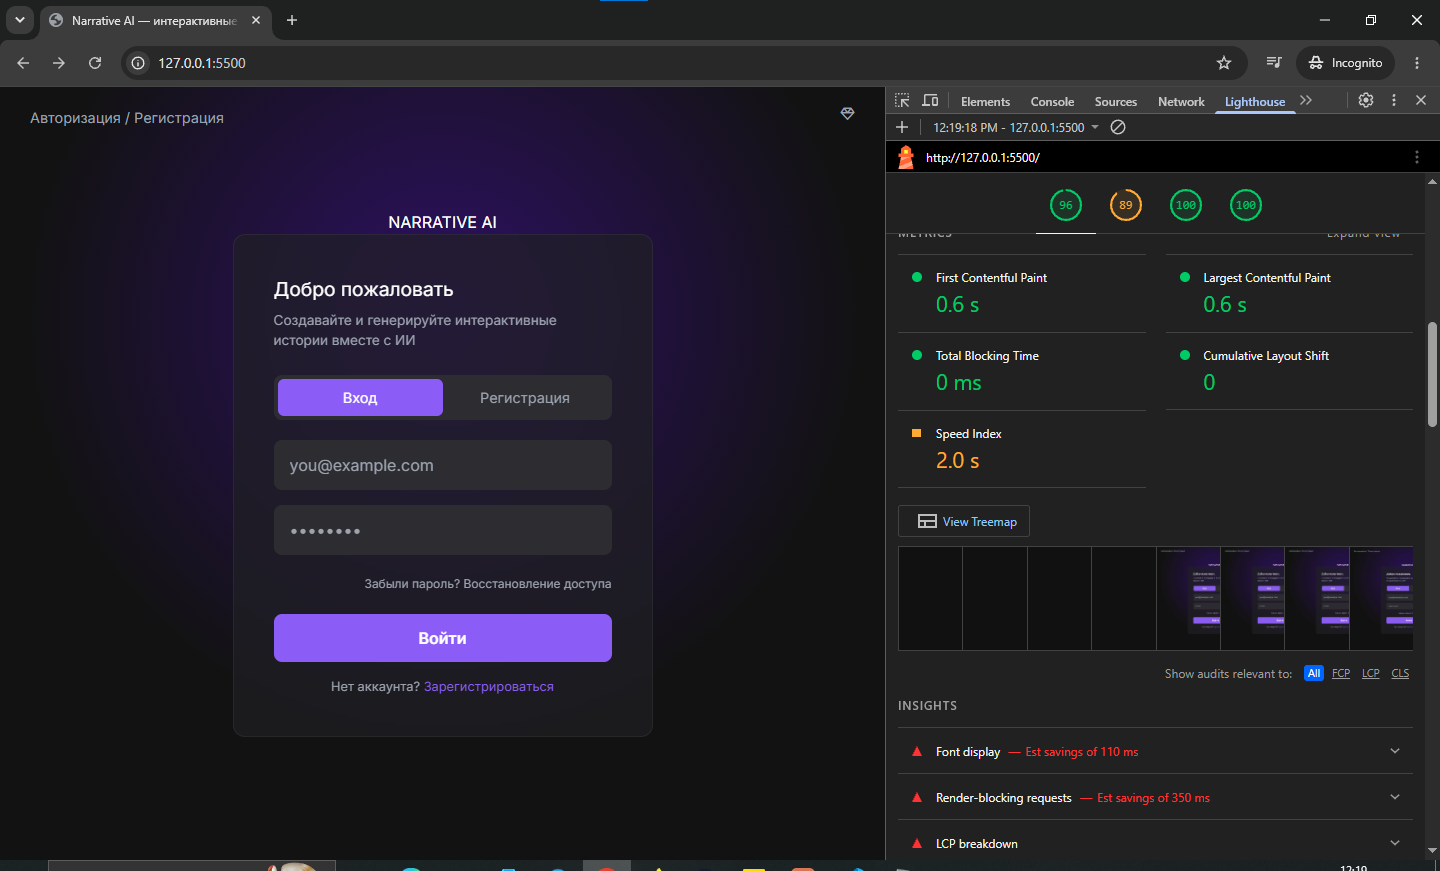 Narrative AI — интерактивные
127.0.0.1:5500
Incognito
Elements
Console
Sources
Network
Lighthouse
12:19:18 PM - 127.0.0.1:5500
http://127.0.0.1:5500/
96
89
100
100
Авторизация / Регистрация
NARRATIVE AI
Добро пожаловать
Создавайте и генерируйте интерактивные
истории вместе с ИИ
Вход
Регистрация
you@example.com
••••••••
Забыли пароль? Восстановление доступа
Войти
Нет аккаунта? Зарегистрироваться
METRICS
Expand view
First Contentful Paint
0.6 s
Largest Contentful Paint
0.6 s
Total Blocking Time
0 ms
Cumulative Layout Shift
0
Speed Index
2.0 s
View Treemap
Show audits relevant to: All FCP LCP CLS
INSIGHTS
Font display — Est savings of 110 ms
Render-blocking requests — Est savings of 350 ms
LCP breakdown
12:19